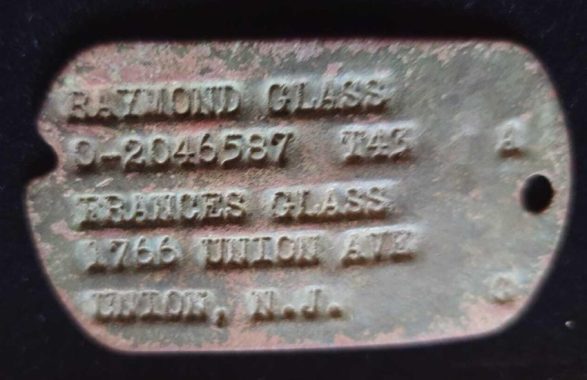 RAYMOND GLASS
O-2046587 T43 A
FRANCES GLASS
1766 UNION AVE
UNION, N.J. C